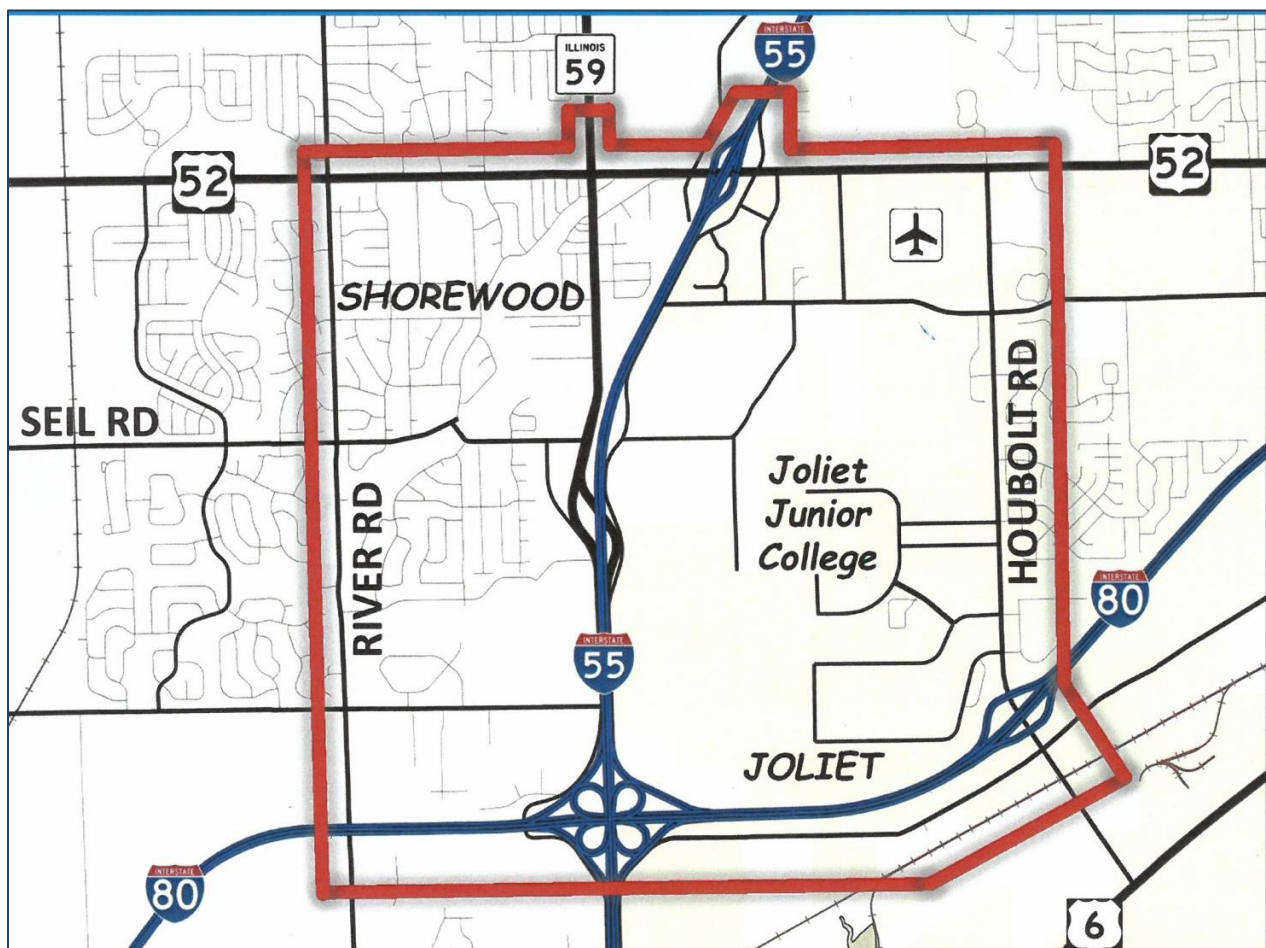 ILLINOIS
59
INTERSTATE
55
52
52
SHOREWOOD
SEIL RD
RIVER RD
HOUBOLT RD
Joliet
Junior
College
INTERSTATE
80
INTERSTATE
55
JOLIET
INTERSTATE
80
6